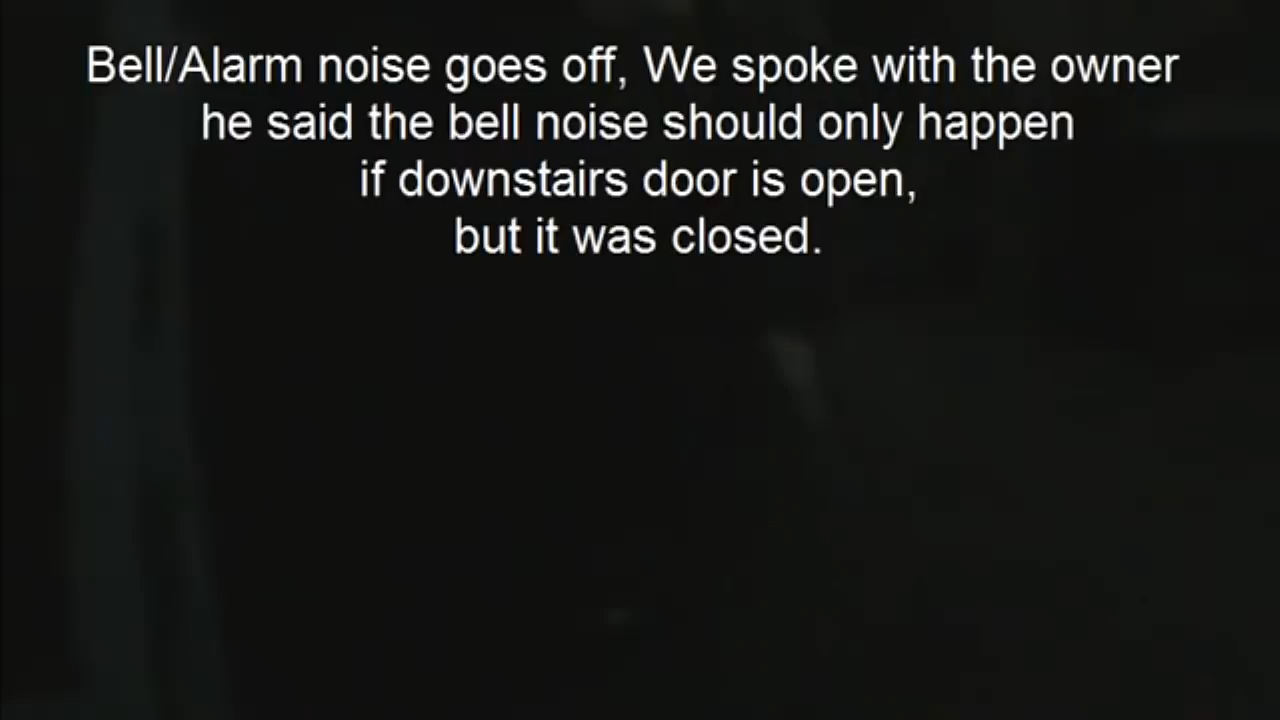 Bell/Alarm noise goes off, We spoke with the owner
he said the bell noise should only happen
if downstairs door is open,
but it was closed.